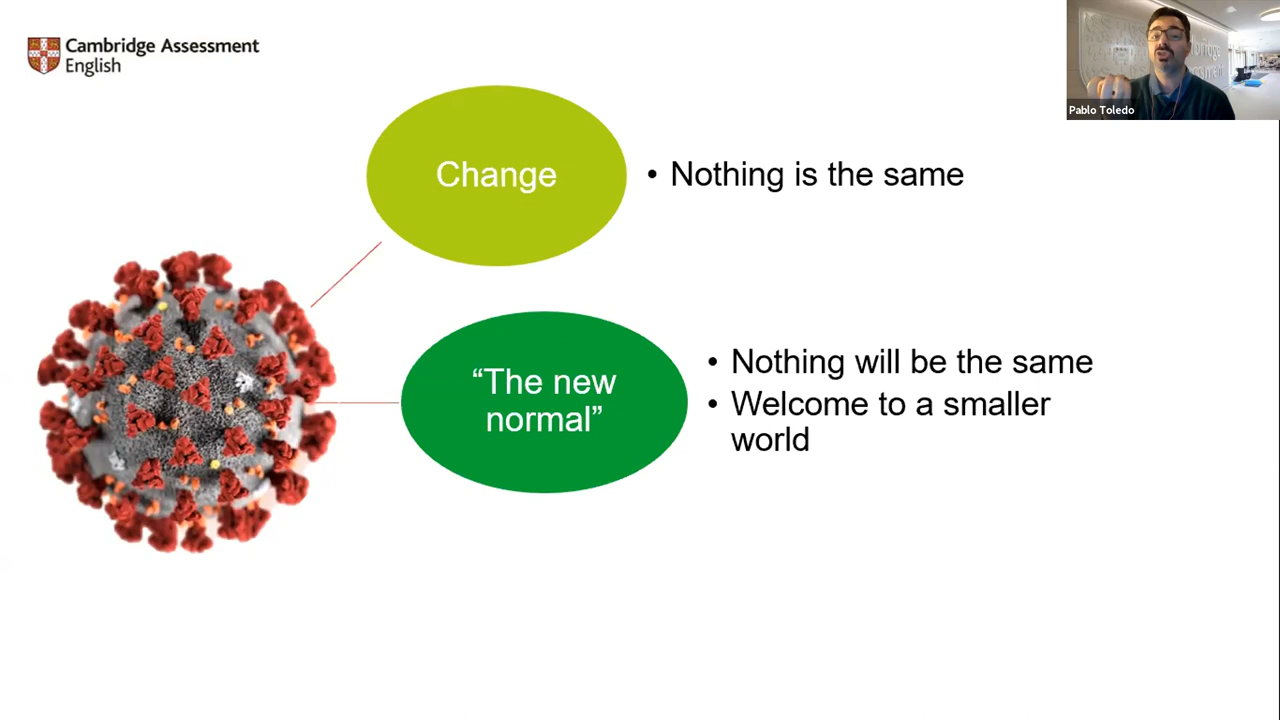 Cambridge Assessment
English
Pablo Toledo
Change
• Nothing is the same
“The new
normal”
• Nothing will be the same
• Welcome to a smaller
world